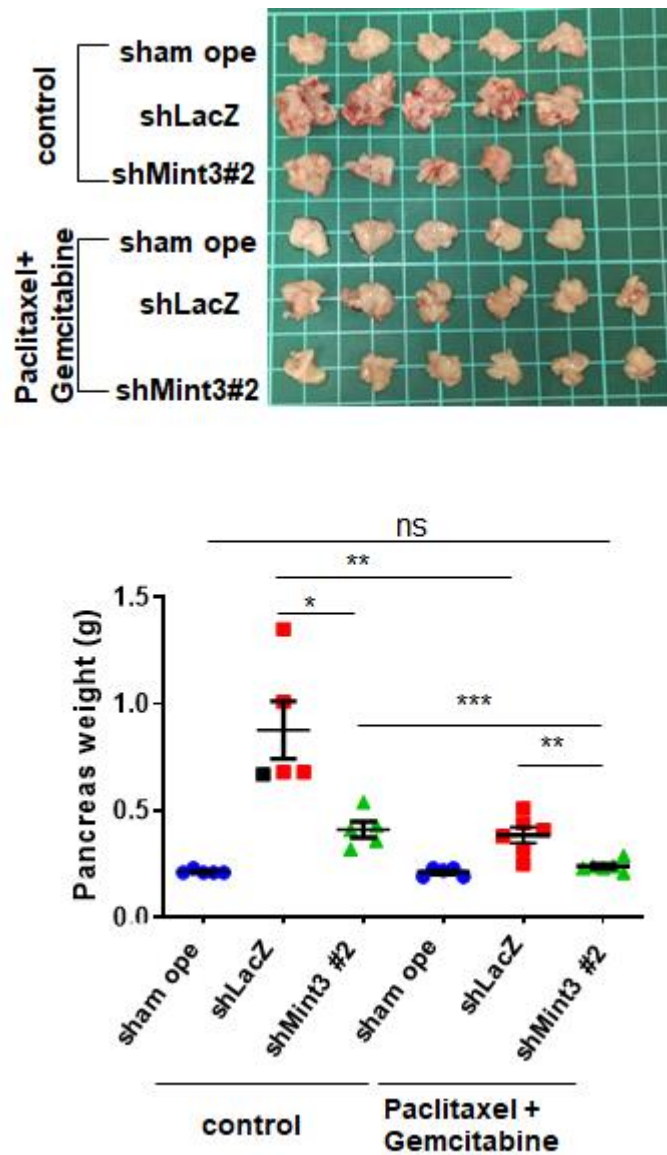 control
sham ope
shLacZ
shMint3#2
Paclitaxel+
Gemcitabine
sham ope
shLacZ
shMint3#2
ns
**
*
***
**
Pancreas weight (g)
1.5
1.0
0.5
0.0
sham ope
shLacZ
shMint3 #2
sham ope
shLacZ
shMint3 #2
control
Paclitaxel +
Gemcitabine